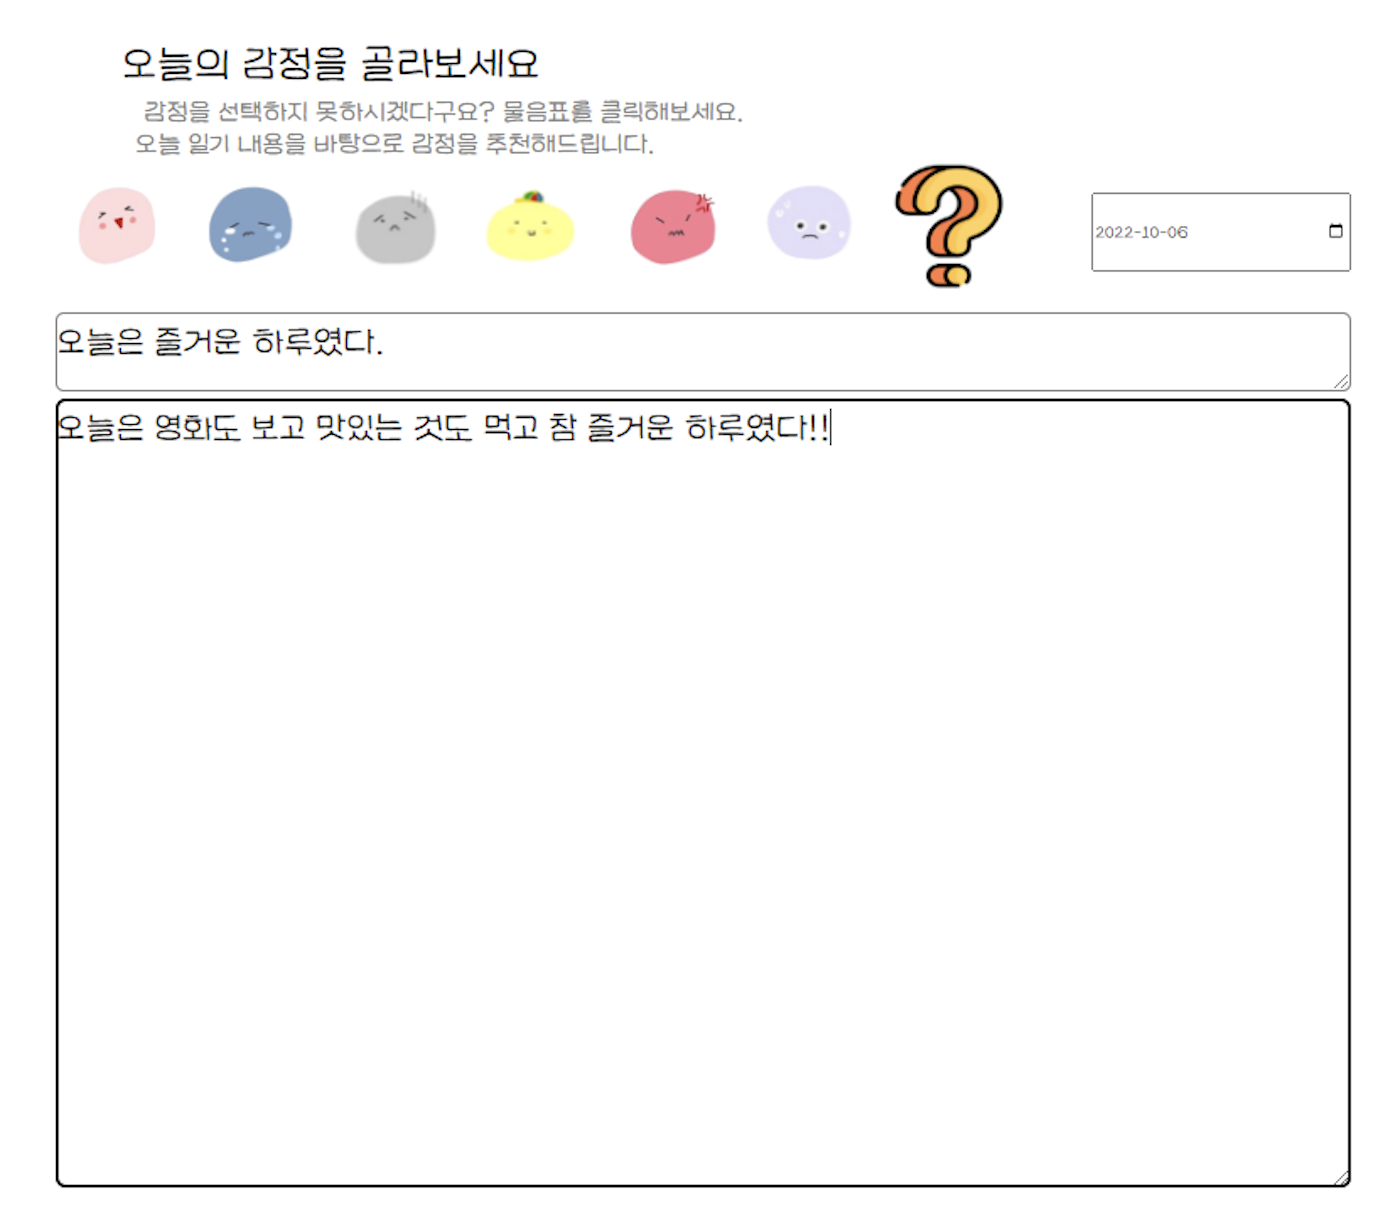 오늘의 감정을 골라보세요
감정을 선택하지 못하시겠다구요? 물음표를 클릭해보세요.
오늘 일기 내용을 바탕으로 감정을 추천해드립니다.
?
2022-10-06
오늘은 즐거운 하루였다.
오늘은 영화도 보고 맛있는 것도 먹고 참 즐거운 하루였다!!